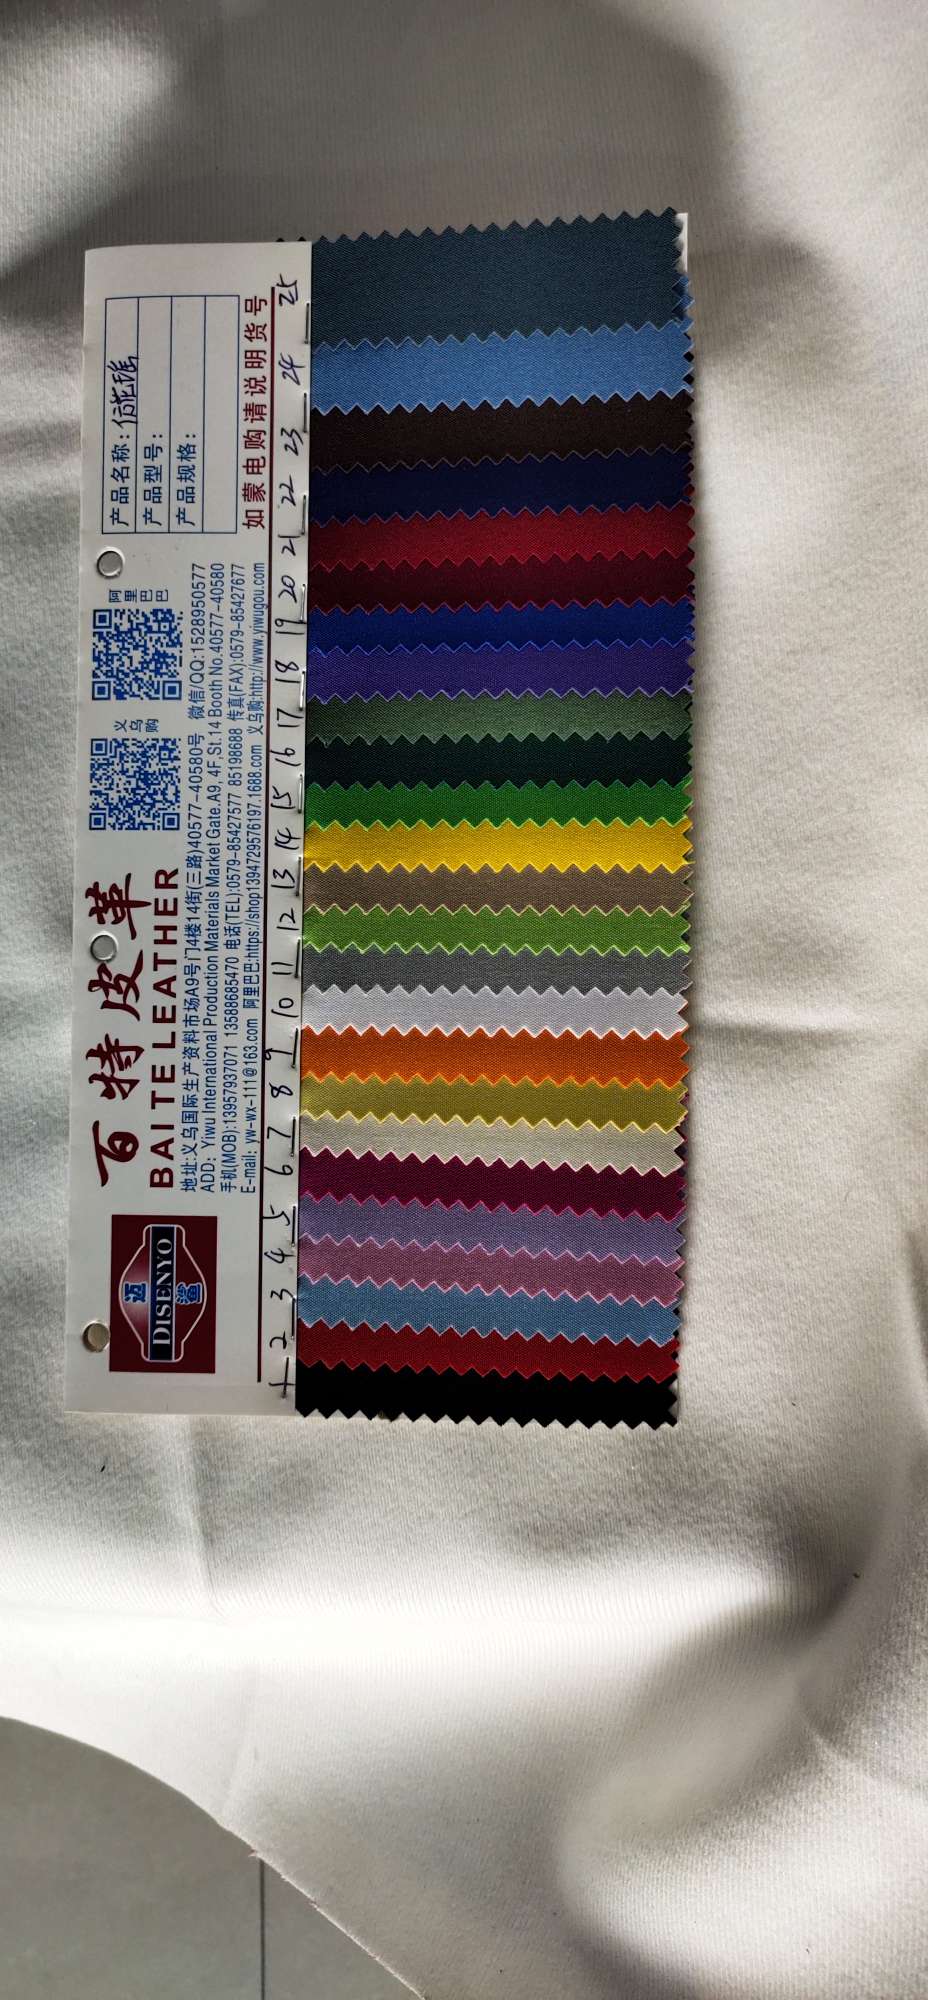 迈
DISENYO
鲨
百特皮革
BAITE LEATHER
义乌购
阿里巴巴
地址:义乌国际生产资料市场A9号门4楼14街(三路)40577-40580号 微信/QQ:1528950577
ADD: Yiwu International Production Materials Market Gate.A9, 4F,St.14 Booth No.40577-40580
手机(MOB):13957937071 13588685470 电话(TEL):0579-85427577 85198688 传真(FAX):0579-85427677
E-mail: yw-wx-111@163.com 阿里巴巴:https://shop1394729576197.1688.com 义乌购:http://www.yiwugou.com
产品名称:
产品型号:
产品规格:
如蒙电购请说明货号
1 2 3 4 5 6 7 8 9 10 11 12 13 14 15 16 17 18 19 20 21 22 23 24 25